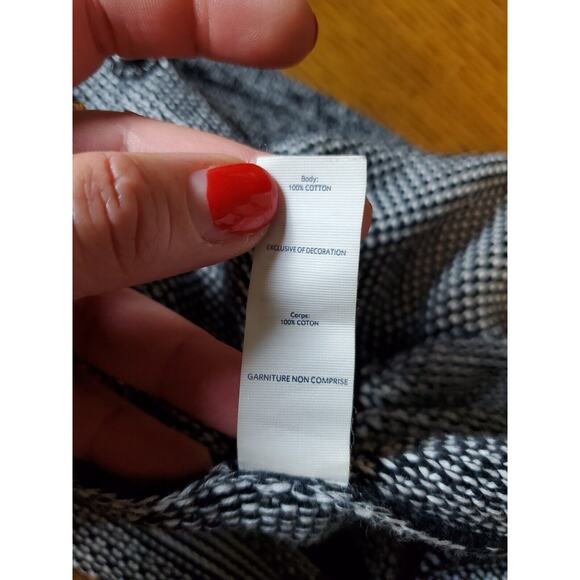 Body:
100% COTTON
EXCLUSIVE OF DECORATION
Corps:
100% COTON
GARNITURE NON COMPRISE